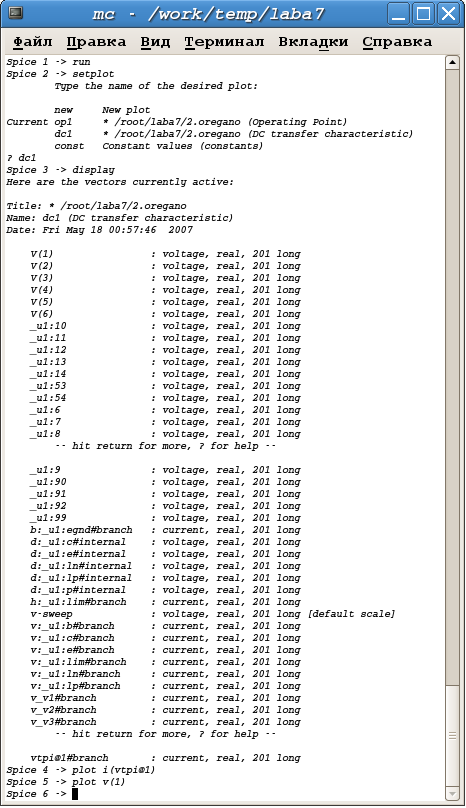 mc - /work/temp/laba7
Файл Правка Вид Терминал Вкладки Справка
Spice 1 -> run
Spice 2 -> setplot
Type the name of the desired plot:
new New plot
Current op1 * /root/laba7/2.oregano (Operating Point)
dc1 * /root/laba7/2.oregano (DC transfer characteristic)
const Constant values (constants)
? dc1
Spice 3 -> display
Here are the vectors currently active:
Title: * /root/laba7/2.oregano
Name: dc1 (DC transfer characteristic)
Date: Fri May 18 00:57:46 2007
V(1) : voltage, real, 201 long
V(2) : voltage, real, 201 long
V(3) : voltage, real, 201 long
V(4) : voltage, real, 201 long
V(5) : voltage, real, 201 long
V(6) : voltage, real, 201 long
_u1:10 : voltage, real, 201 long
_u1:11 : voltage, real, 201 long
_u1:12 : voltage, real, 201 long
_u1:13 : voltage, real, 201 long
_u1:14 : voltage, real, 201 long
_u1:53 : voltage, real, 201 long
_u1:54 : voltage, real, 201 long
_u1:6 : voltage, real, 201 long
_u1:7 : voltage, real, 201 long
_u1:8 : voltage, real, 201 long
-- hit return for more, ? for help --
_u1:9 : voltage, real, 201 long
_u1:90 : voltage, real, 201 long
_u1:91 : voltage, real, 201 long
_u1:92 : voltage, real, 201 long
_u1:99 : voltage, real, 201 long
b:_u1:egnd#branch : current, real, 201 long
d:_u1:c#internal : voltage, real, 201 long
d:_u1:e#internal : voltage, real, 201 long
d:_u1:ln#internal : voltage, real, 201 long
d:_u1:lp#internal : voltage, real, 201 long
d:_u1:p#internal : voltage, real, 201 long
h:_u1:lim#branch : current, real, 201 long
v-sweep : voltage, real, 201 long [default scale]
v:_u1:b#branch : current, real, 201 long
v:_u1:c#branch : current, real, 201 long
v:_u1:e#branch : current, real, 201 long
v:_u1:lim#branch : current, real, 201 long
v:_u1:ln#branch : current, real, 201 long
v:_u1:lp#branch : current, real, 201 long
v_v1#branch : current, real, 201 long
v_v2#branch : current, real, 201 long
v_v3#branch : current, real, 201 long
-- hit return for more, ? for help --
vtpi@1#branch : current, real, 201 long
Spice 4 -> plot i(vtpi@1)
Spice 5 -> plot v(1)
Spice 6 ->